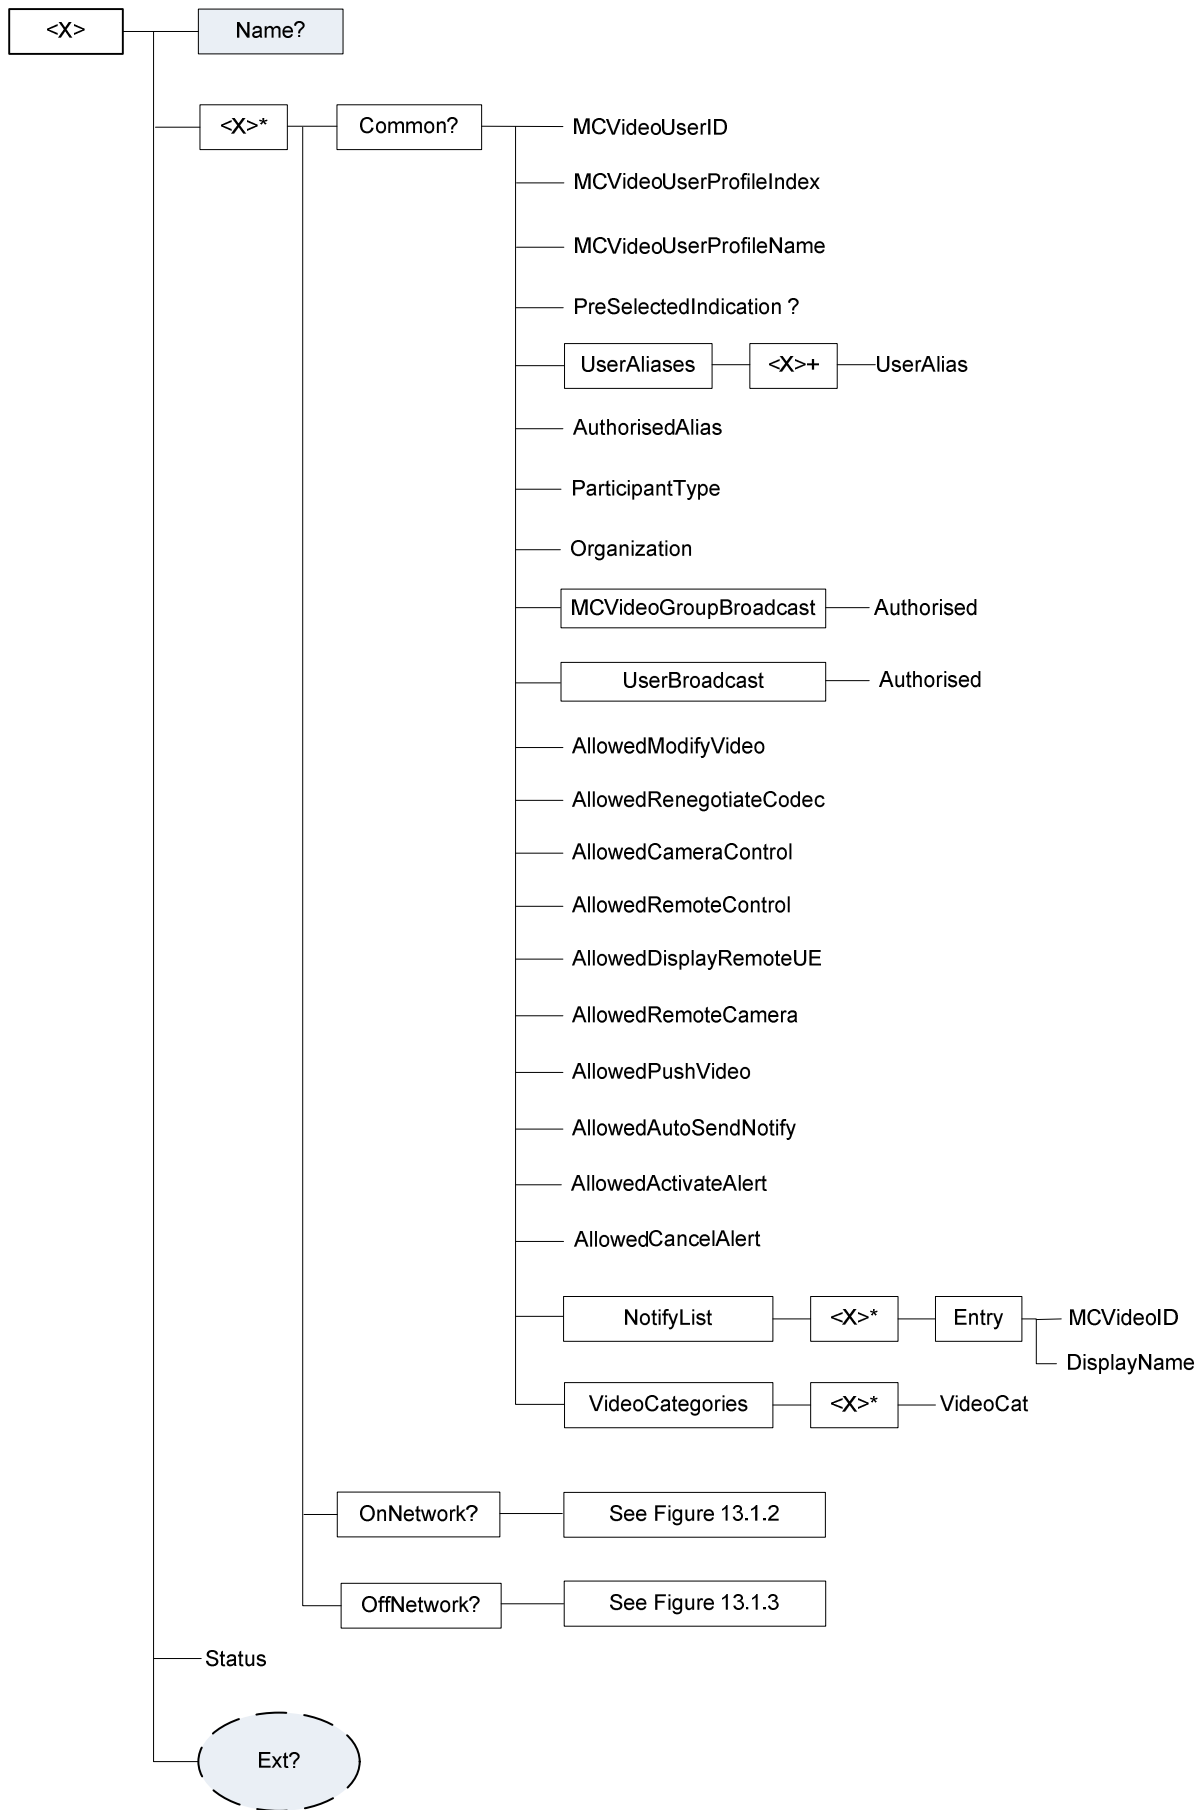 <X>
Name?
<X>*
Common?
MCVideoUserID
MCVideoUserProfileIndex
MCVideoUserProfileName
PreSelectedIndication ?
UserAliases
<X>+
UserAlias
AuthorisedAlias
ParticipantType
Organization
MCVideoGroupBroadcast
Authorised
UserBroadcast
Authorised
AllowedModifyVideo
AllowedRenegotiateCodec
AllowedCameraControl
AllowedRemoteControl
AllowedDisplayRemoteUE
AllowedRemoteCamera
AllowedPushVideo
AllowedAutoSendNotify
AllowedActivateAlert
AllowedCancelAlert
NotifyList
<X>*
Entry
MCVideoID
DisplayName
VideoCategories
<X>*
VideoCat
OnNetwork?
See Figure 13.1.2
OffNetwork?
See Figure 13.1.3
Status
Ext?